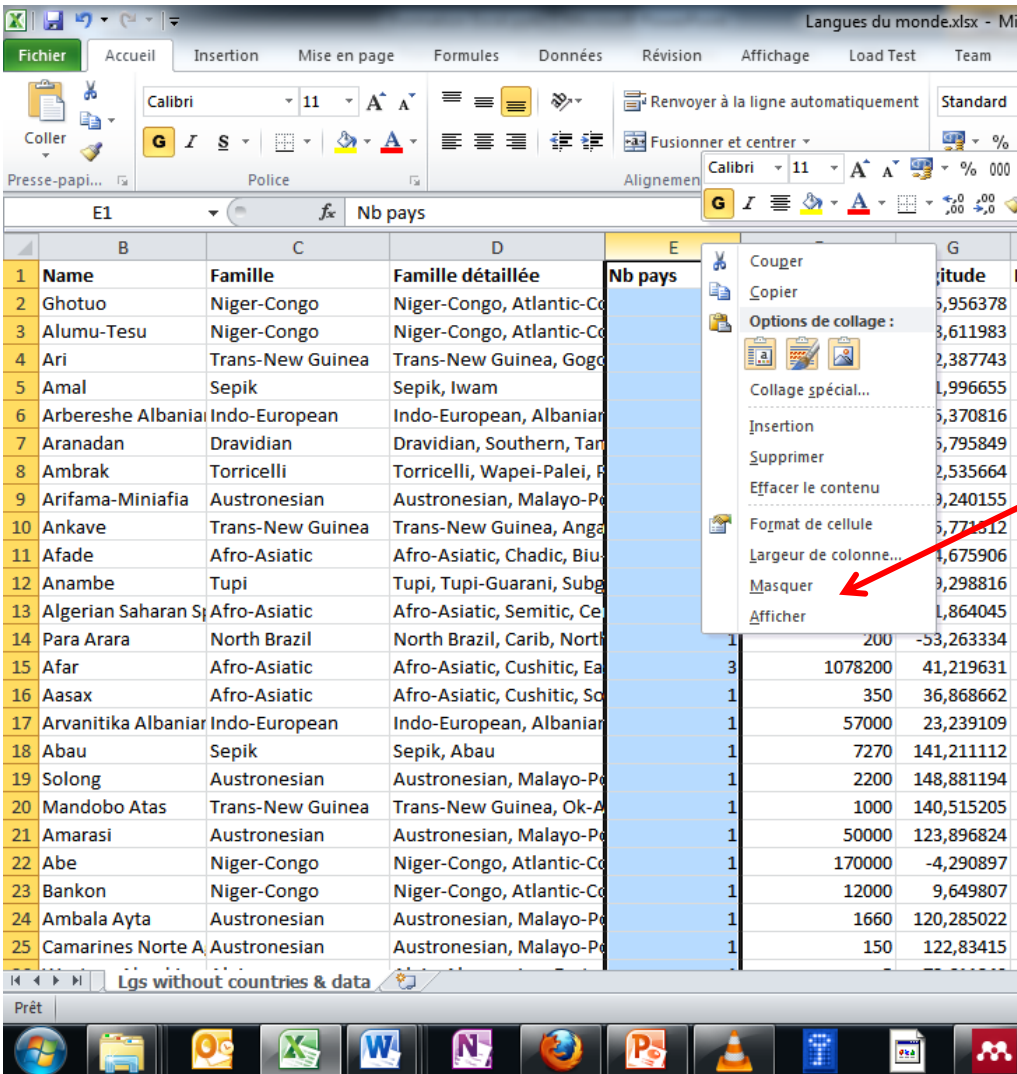 Langues du monde.xlsx - Mi
Fichier Accueil Insertion Mise en page Formules Données Révision Affichage Load Test Team
Calibri 11 A A Renvoyer à la ligne automatiquement Standard
Coller
G I S A Fusionner et centrer %
Presse-papi... Police Alignemen
Calibri 11 A A % 000
G I A ,00 ,00 ,0
E1 fx Nb pays
B C D E G
1 Name Famille Famille détaillée Nb pays
2 Ghotuo Niger-Congo Niger-Congo, Atlantic-Co
3 Alumu-Tesu Niger-Congo Niger-Congo, Atlantic-Co
4 Ari Trans-New Guinea Trans-New Guinea, Gogo
5 Amal Sepik Sepik, Iwam
6 Arbereshe Albania Indo-European Indo-European, Albanian
7 Aranadan Dravidian Dravidian, Southern, Tam
8 Ambrak Torricelli Torricelli, Wapei-Palei,
9 Arifama-Miniafia Austronesian Austronesian, Malayo-Po
10 Ankave Trans-New Guinea Trans-New Guinea, Anga
11 Afade Afro-Asiatic Afro-Asiatic, Chadic, Biu-
12 Anambe Tupi Tupi, Tupi-Guarani, Subg
13 Algerian Saharan Sp Afro-Asiatic Afro-Asiatic, Semitic, Ce
14 Para Arara North Brazil North Brazil, Carib, North 1 200 -53,263334
15 Afar Afro-Asiatic Afro-Asiatic, Cushitic, Ea 3 1078200 41,219631
16 Aasax Afro-Asiatic Afro-Asiatic, Cushitic, So 1 350 36,868662
17 Arvanitika Albanian Indo-European Indo-European, Albanian 1 57000 23,239109
18 Abau Sepik Sepik, Abau 1 7270 141,211112
19 Solong Austronesian Austronesian, Malayo-Po 1 2200 148,881194
20 Mandobo Atas Trans-New Guinea Trans-New Guinea, Ok-A 1 1000 140,515205
21 Amarasi Austronesian Austronesian, Malayo-Po 1 50000 123,896824
22 Abe Niger-Congo Niger-Congo, Atlantic-Co 1 170000 -4,290897
23 Bankon Niger-Congo Niger-Congo, Atlantic-Co 1 12000 9,649807
24 Ambala Ayta Austronesian Austronesian, Malayo-Po 1 1660 120,285022
25 Camarines Norte A Austronesian Austronesian, Malayo-Po 1 150 122,83415
Couper
Copier
Options de collage :
Collage spécial...
Insertion
Supprimer
Effacer le contenu
Format de cellule
Largeur de colonne...
Masquer
Afficher
gitude
5,956378
3,611983
2,387743
1,996655
5,370816
5,795849
2,535664
9,240155
4,675906
9,298816
1,864045
Lgs without countries & data
Prêt